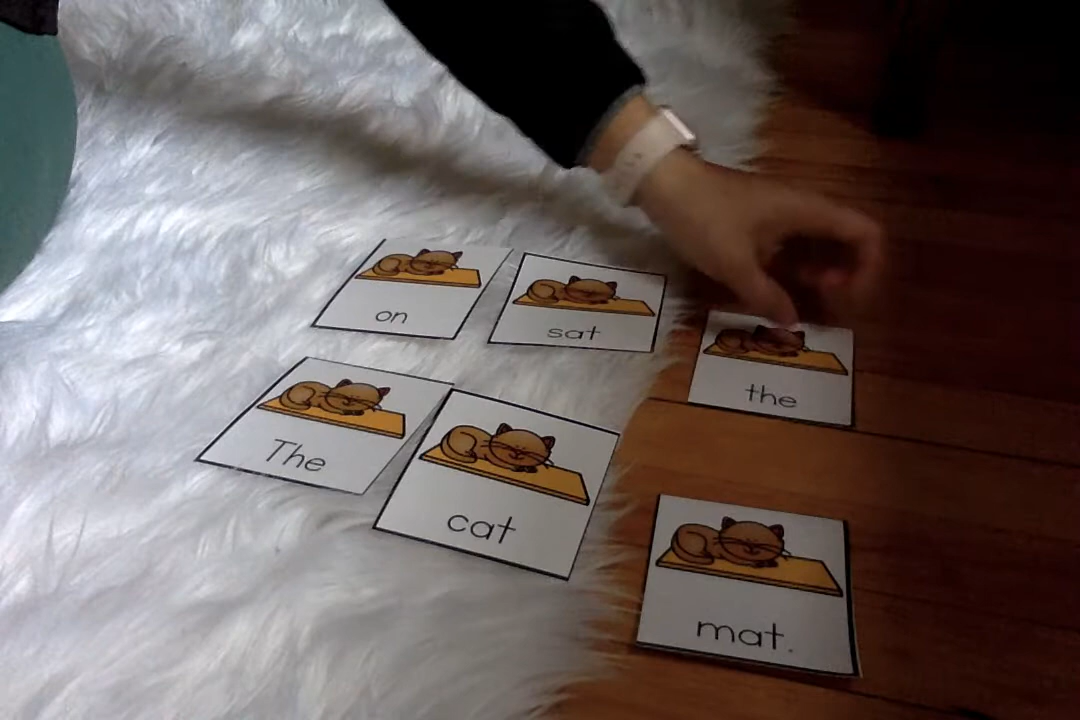 on
sat
the
The
cat
mat.